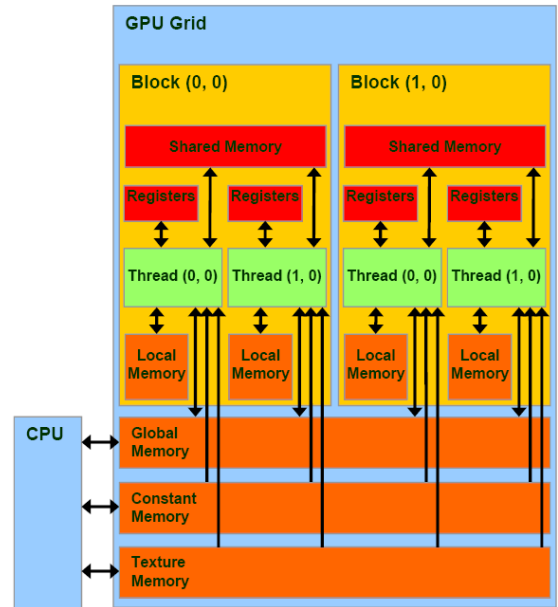 GPU Grid
Block (0, 0)
Block (1, 0)
Shared Memory
Shared Memory
Registers
Registers
Registers
Registers
Thread (0, 0)
Thread (1, 0)
Thread (0, 0)
Thread (1, 0)
Local
Memory
Local
Memory
Local
Memory
Local
Memory
CPU
Global
Memory
Constant
Memory
Texture
Memory